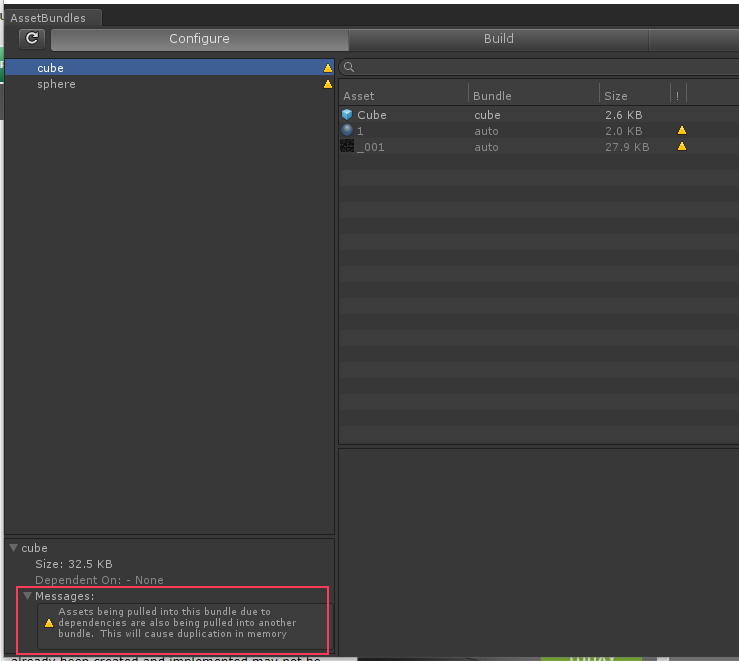 AssetBundles
Configure
Build
cube
sphere
Asset Bundle Size !
Cube cube 2.6 KB
1 auto 2.0 KB
_001 auto 27.9 KB
cube
Size: 32.5 KB
Dependent On: - None
Messages:
Assets being pulled into this bundle due to
dependencies are also being pulled into another
bundle. This will cause duplication in memory
already been created and implemented may not be